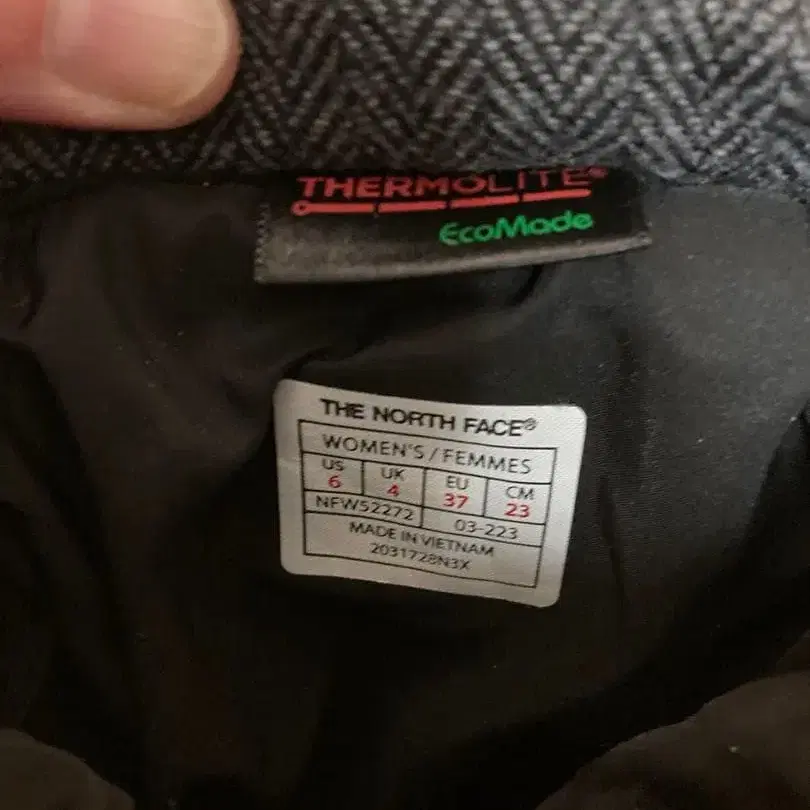 THERMOLITE®
EcoMade
THE NORTH FACE®
WOMEN'S / FEMMES
US UK EU CM
6 4 37 23
NFW52272 03-223
MADE IN VIETNAM
2031728N3X